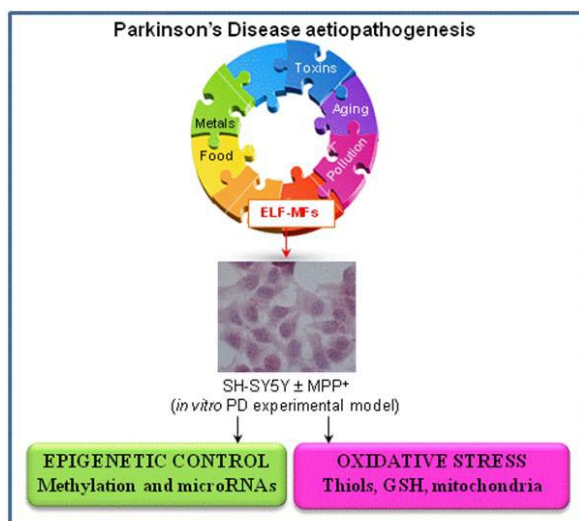 Parkinson's Disease aetiopathogenesis
Toxins
Aging
Metals
Food
Pollution
ELF-MFs
SH-SY5Y ± MPP⁺
(in vitro PD experimental model)
EPIGENETIC CONTROL
Methylation and microRNAs
OXIDATIVE STRESS
Thiols, GSH, mitochondria